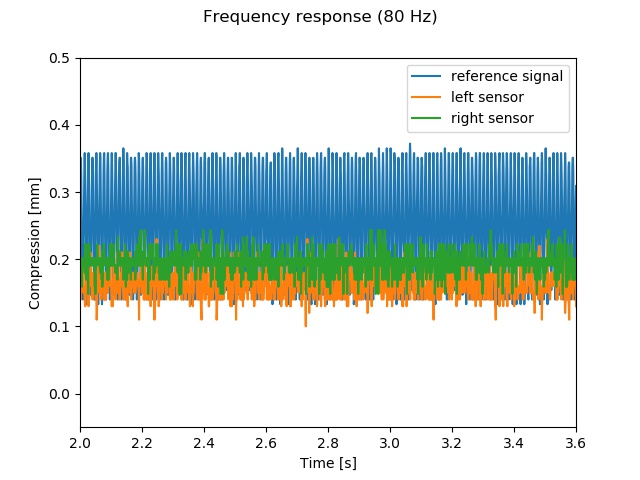 Frequency response (80 Hz)
reference signal
left sensor
right sensor
Compression [mm]
0.5
0.4
0.3
0.2
0.1
0.0
2.0 2.2 2.4 2.6 2.8 3.0 3.2 3.4 3.6
Time [s]